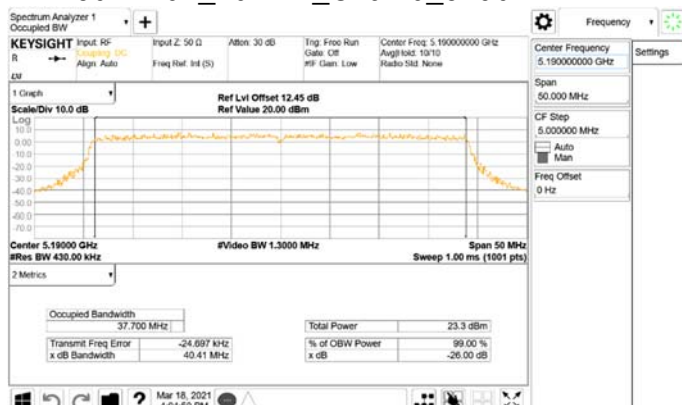 Spectrum Analyzer 1
Occupied BW
Frequency
KEYSIGHT Input: RF
Coupling: DC
Align: Auto
Input Z: 50 Ω
Freq Ref: Int (S)
Atten: 30 dB
Trig: Free Run
Gate: Off
#IF Gain: Low
Center Freq: 5.190000000 GHz
Avg|Hold: 10/10
Radio Std: None
R
LXI
Center Frequency
5.190000000 GHz
Settings
Span
50.000 MHz
CF Step
5.000000 MHz
Auto
Man
Freq Offset
0 Hz
1 Graph
Scale/Div 10.0 dB
Ref Lvl Offset 12.45 dB
Ref Value 20.00 dBm
Log
10.0
0.00
-10.0
-20.0
-30.0
-40.0
-50.0
-60.0
-70.0
Center 5.19000 GHz
#Res BW 430.00 kHz
#Video BW 1.3000 MHz
Span 50 MHz
Sweep 1.00 ms (1001 pts)
2 Metrics
Occupied Bandwidth
37.700 MHz
Total Power 23.3 dBm
Transmit Freq Error -24.697 kHz
% of OBW Power 99.00 %
x dB Bandwidth 40.41 MHz
x dB -26.00 dB
Mar 18, 2021